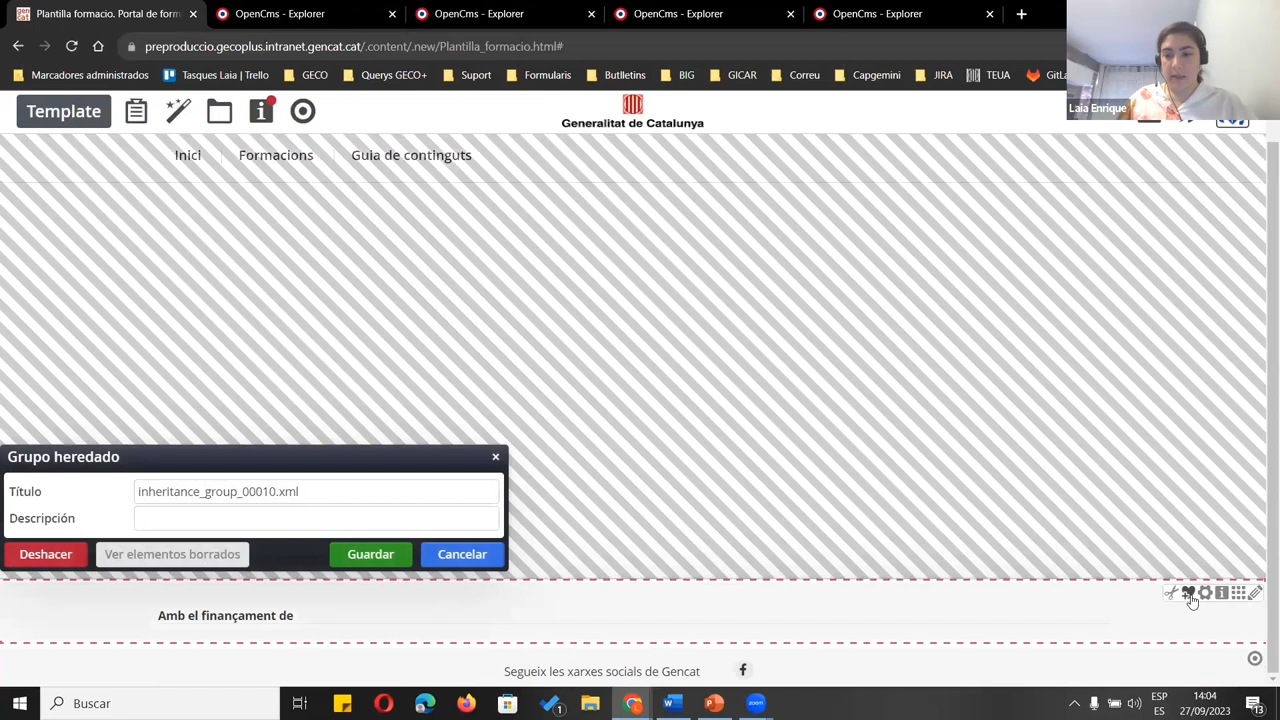 Plantilla formacio. Portal de form
OpenCms - Explorer
OpenCms - Explorer
OpenCms - Explorer
OpenCms - Explorer
preproduccio.gecoplus.intranet.gencat.cat/.content/.new/Plantilla_formacio.html#
Marcadores administrados
Tasques Laia | Trello
GECO
Querys GECO+
Suport
Formularis
Butlletins
BIG
GICAR
Correu
Capgemini
JIRA
TEUA
GitLa
Laia Enrique
Template
Generalitat de Catalunya
Inici
Formacions
Guia de continguts
Grupo heredado
Título
inheritance_group_00010.xml
Descripción
Deshacer
Ver elementos borrados
Guardar
Cancelar
Amb el finançament de
Segueix les xarxes socials de Gencat
Buscar
1
zoom
ESP
ES
14:04
27/09/2023
13